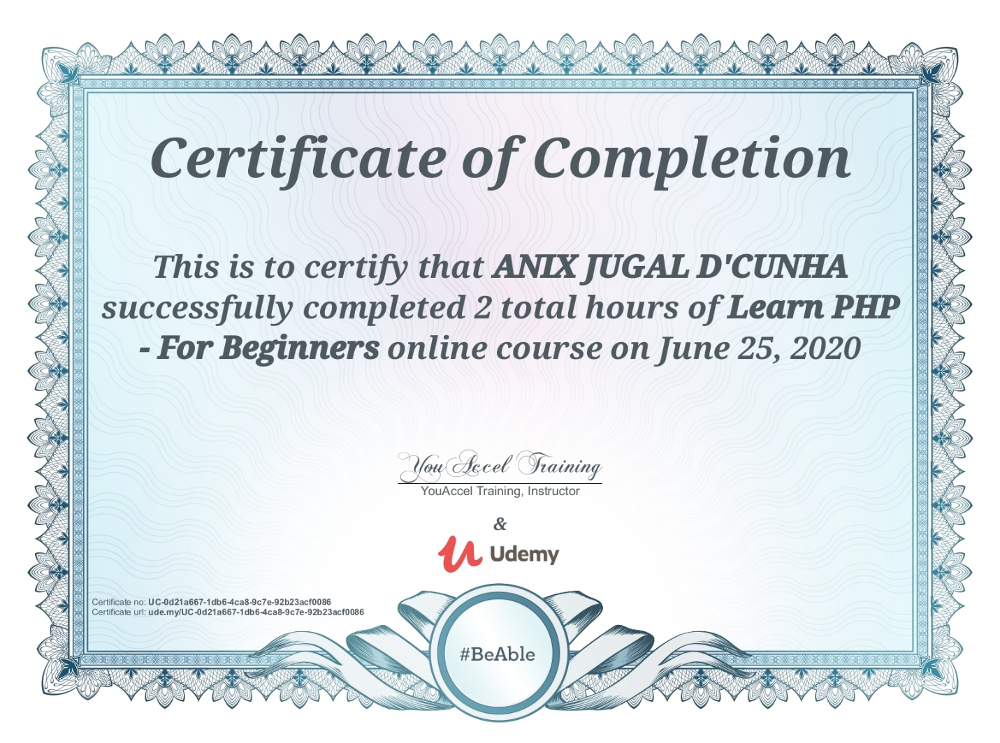 Certificate of Completion
This is to certify that ANIX JUGAL D'CUNHA
successfully completed 2 total hours of Learn PHP
- For Beginners online course on June 25, 2020
YouAccel Training
YouAccel Training, Instructor
&
Udemy
Certificate no: UC-0d21a667-1db6-4ca8-9c7e-92b23acf0086
Certificate url: ude.my/UC-0d21a667-1db6-4ca8-9c7e-92b23acf0086
#BeAble